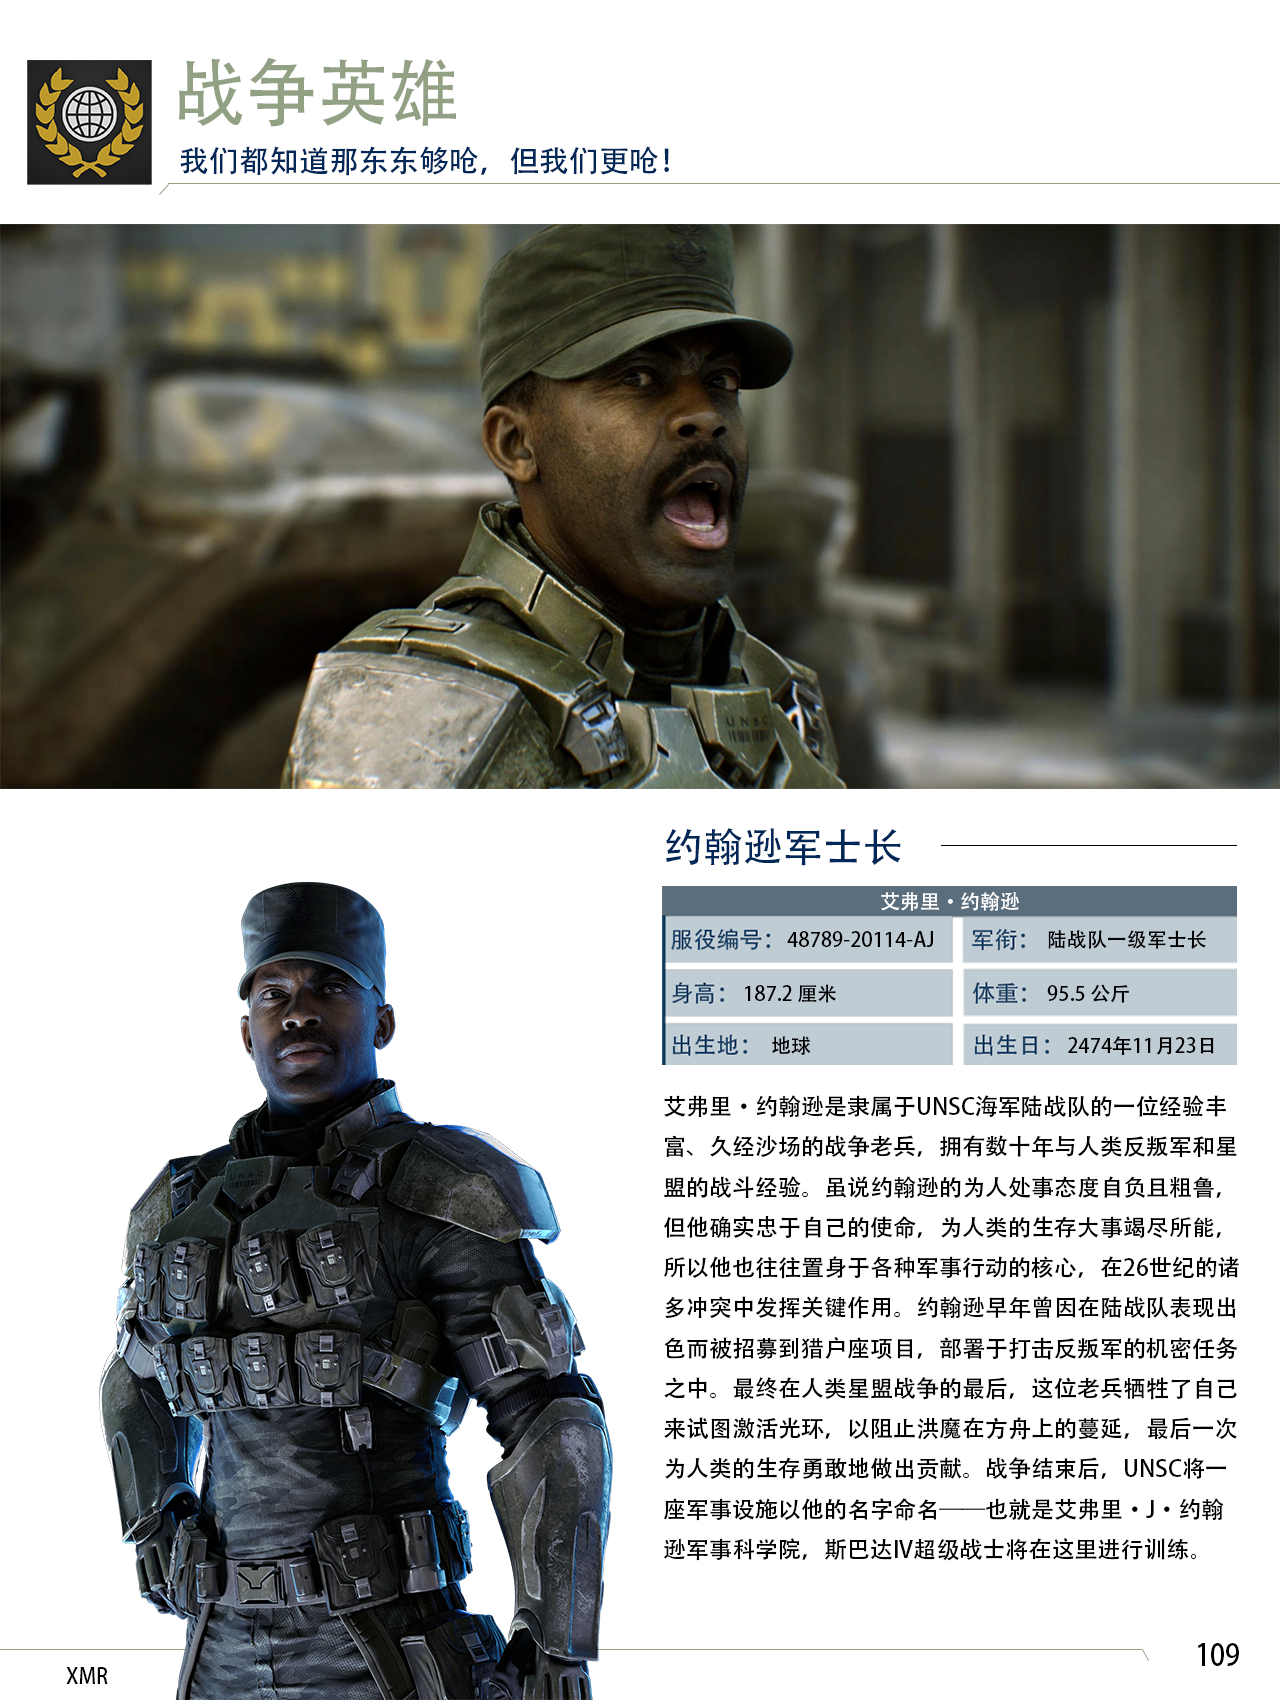 战争英雄
我们都知道那东东够呛，但我们更呛！
UNSC
约翰逊军士长
艾弗里·约翰逊
服役编号：48789-20114-AJ
军衔：陆战队一级军士长
身高：187.2 厘米
体重：95.5 公斤
出生地：地球
出生日：2474年11月23日
艾弗里·约翰逊是隶属于UNSC海军陆战队的一位经验丰
富、久经沙场的战争老兵，拥有数十年与人类反叛军和星
盟的战斗经验。虽说约翰逊的为人处事态度自负且粗鲁，
但他确实忠于自己的使命，为人类的生存大事竭尽所能，
所以他也往往置身于各种军事行动的核心，在26世纪的诸
多冲突中发挥关键作用。约翰逊早年曾因在陆战队表现出
色而被招募到猎户座项目，部署于打击反叛军的机密任务
之中。最终在人类星盟战争的最后，这位老兵牺牲了自己
来试图激活光环，以阻止洪魔在方舟上的蔓延，最后一次
为人类的生存勇敢地做出贡献。战争结束后，UNSC将一
座军事设施以他的名字命名——也就是艾弗里·J·约翰
逊军事科学院，斯巴达IV超级战士将在这里进行训练。
UNSC
XMR
109